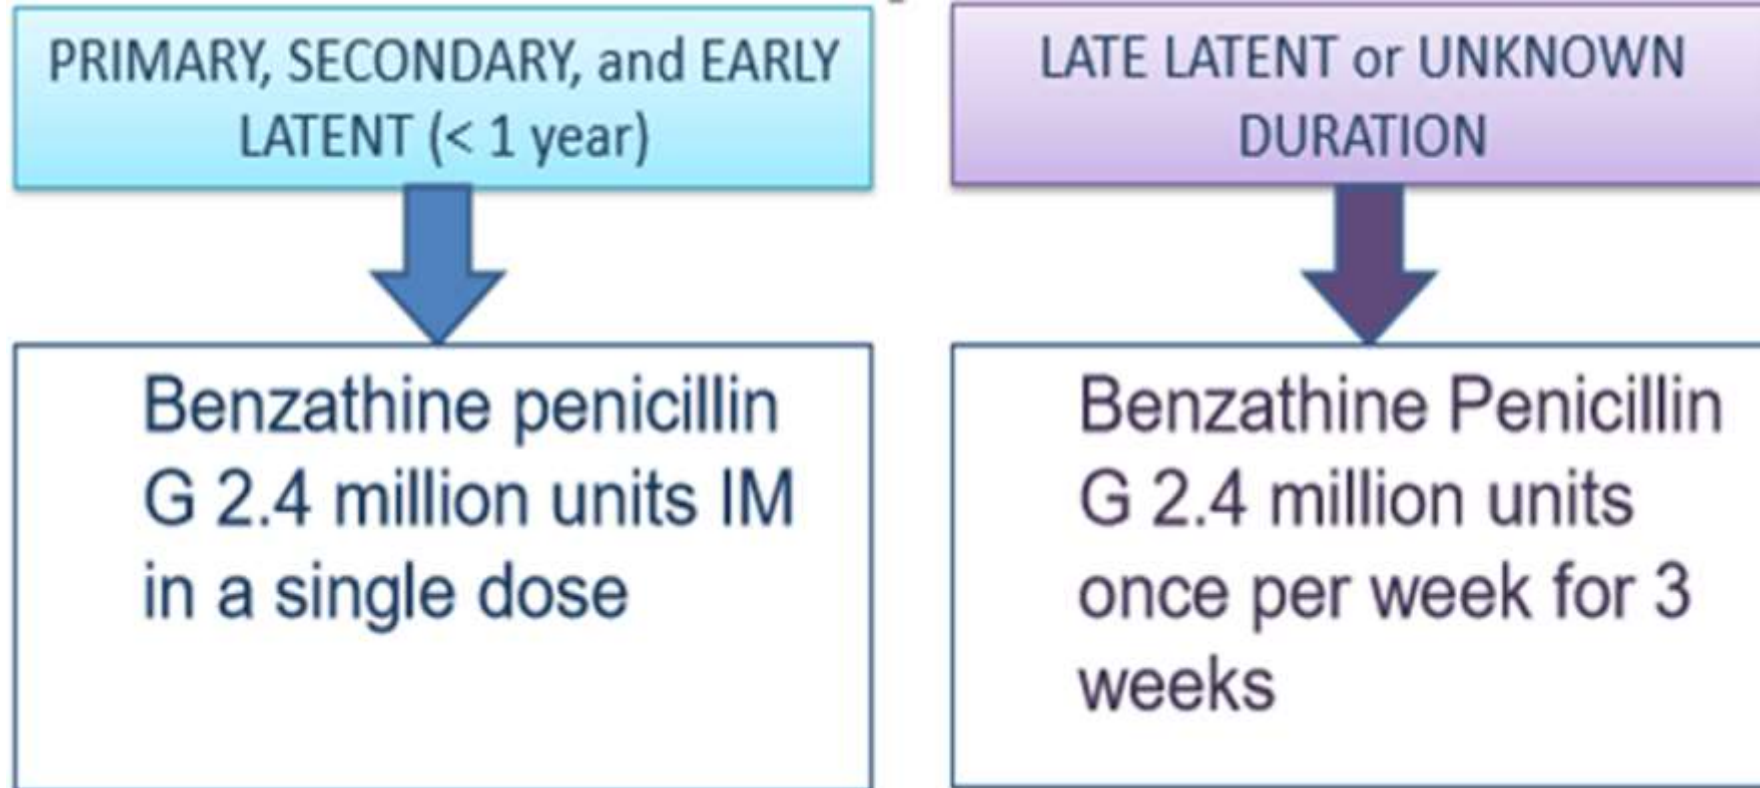 PRIMARY, SECONDARY, and EARLY
LATENT (< 1 year)
LATE LATENT or UNKNOWN
DURATION
Benzathine penicillin
G 2.4 million units IM
in a single dose
Benzathine Penicillin
G 2.4 million units
once per week for 3
weeks